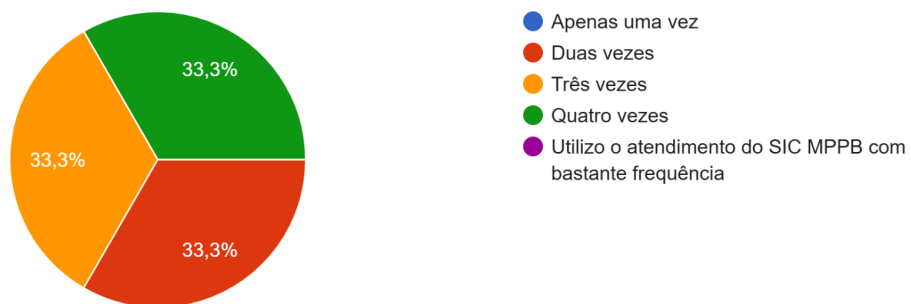 33,3%
33,3%
33,3%
Apenas uma vez
Duas vezes
Três vezes
Quatro vezes
Utilizo o atendimento do SIC MPPB com
bastante frequência